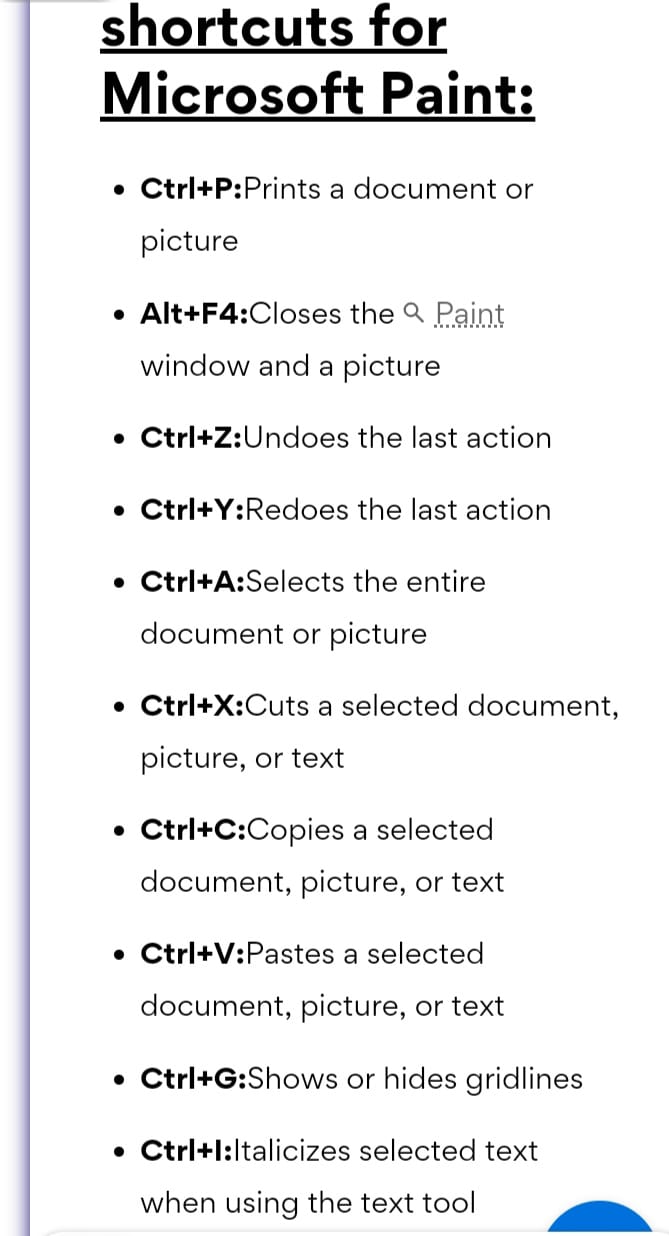 shortcuts for
Microsoft Paint:
Ctrl+P:Prints a document or
picture
Alt+F4:Closes the Paint
window and a picture
Ctrl+Z:Undoes the last action
Ctrl+Y:Redoes the last action
Ctrl+A:Selects the entire
document or picture
Ctrl+X:Cuts a selected document,
picture, or text
Ctrl+C:Copies a selected
document, picture, or text
Ctrl+V:Pastes a selected
document, picture, or text
Ctrl+G:Shows or hides gridlines
Ctrl+I:Italicizes selected text
when using the text tool